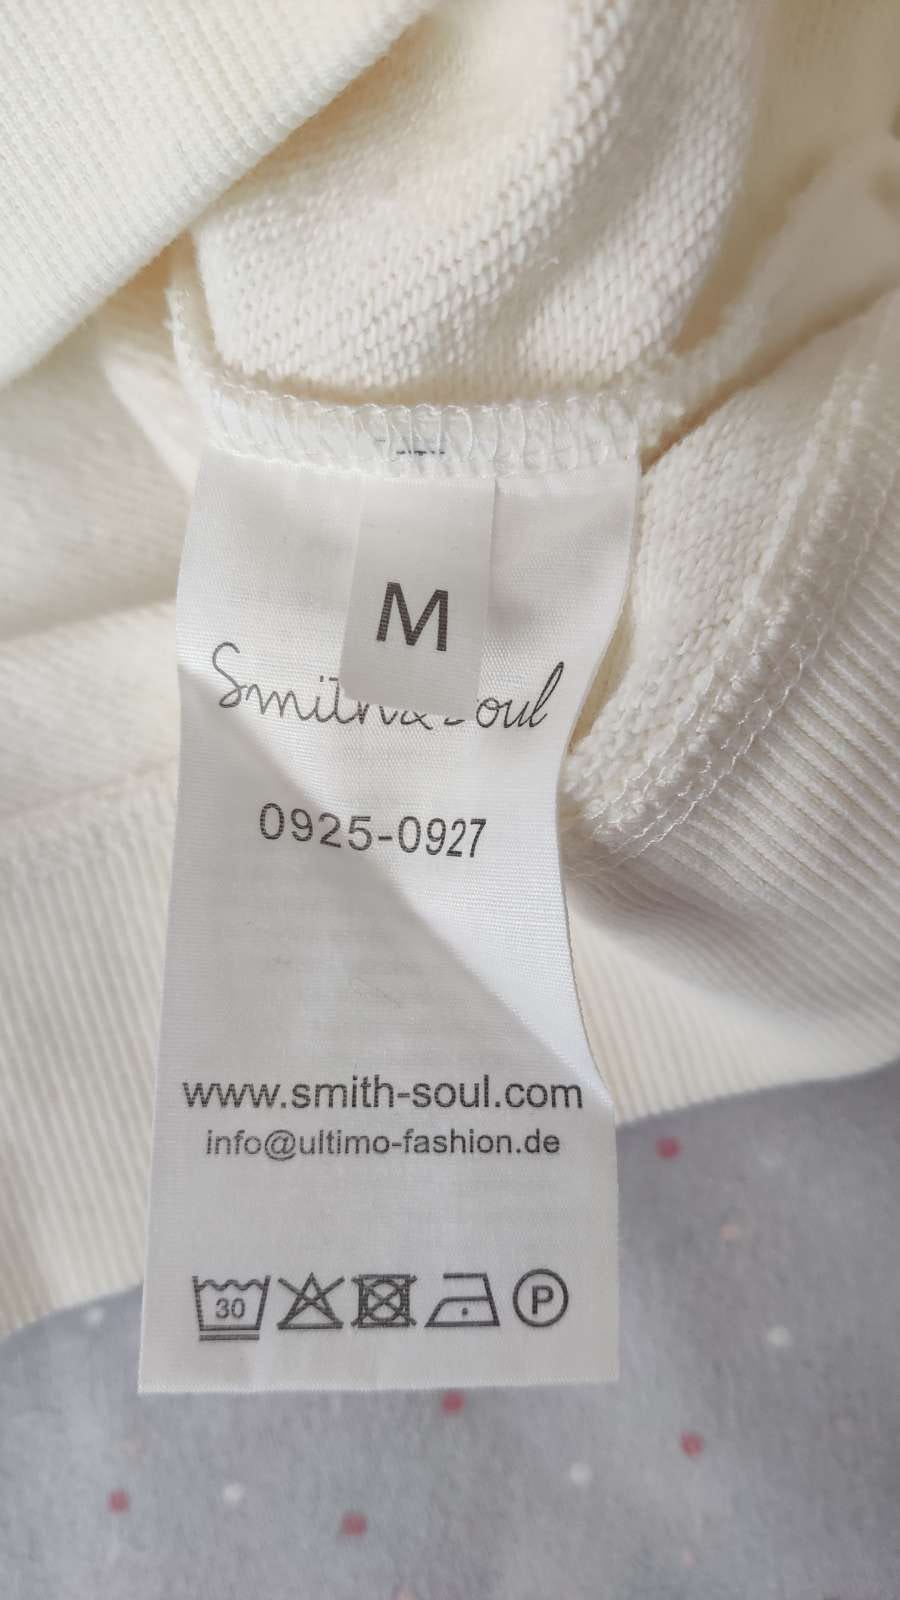 M
Smith & Soul
0925-0927
www.smith-soul.com
info@ultimo-fashion.de
30
P